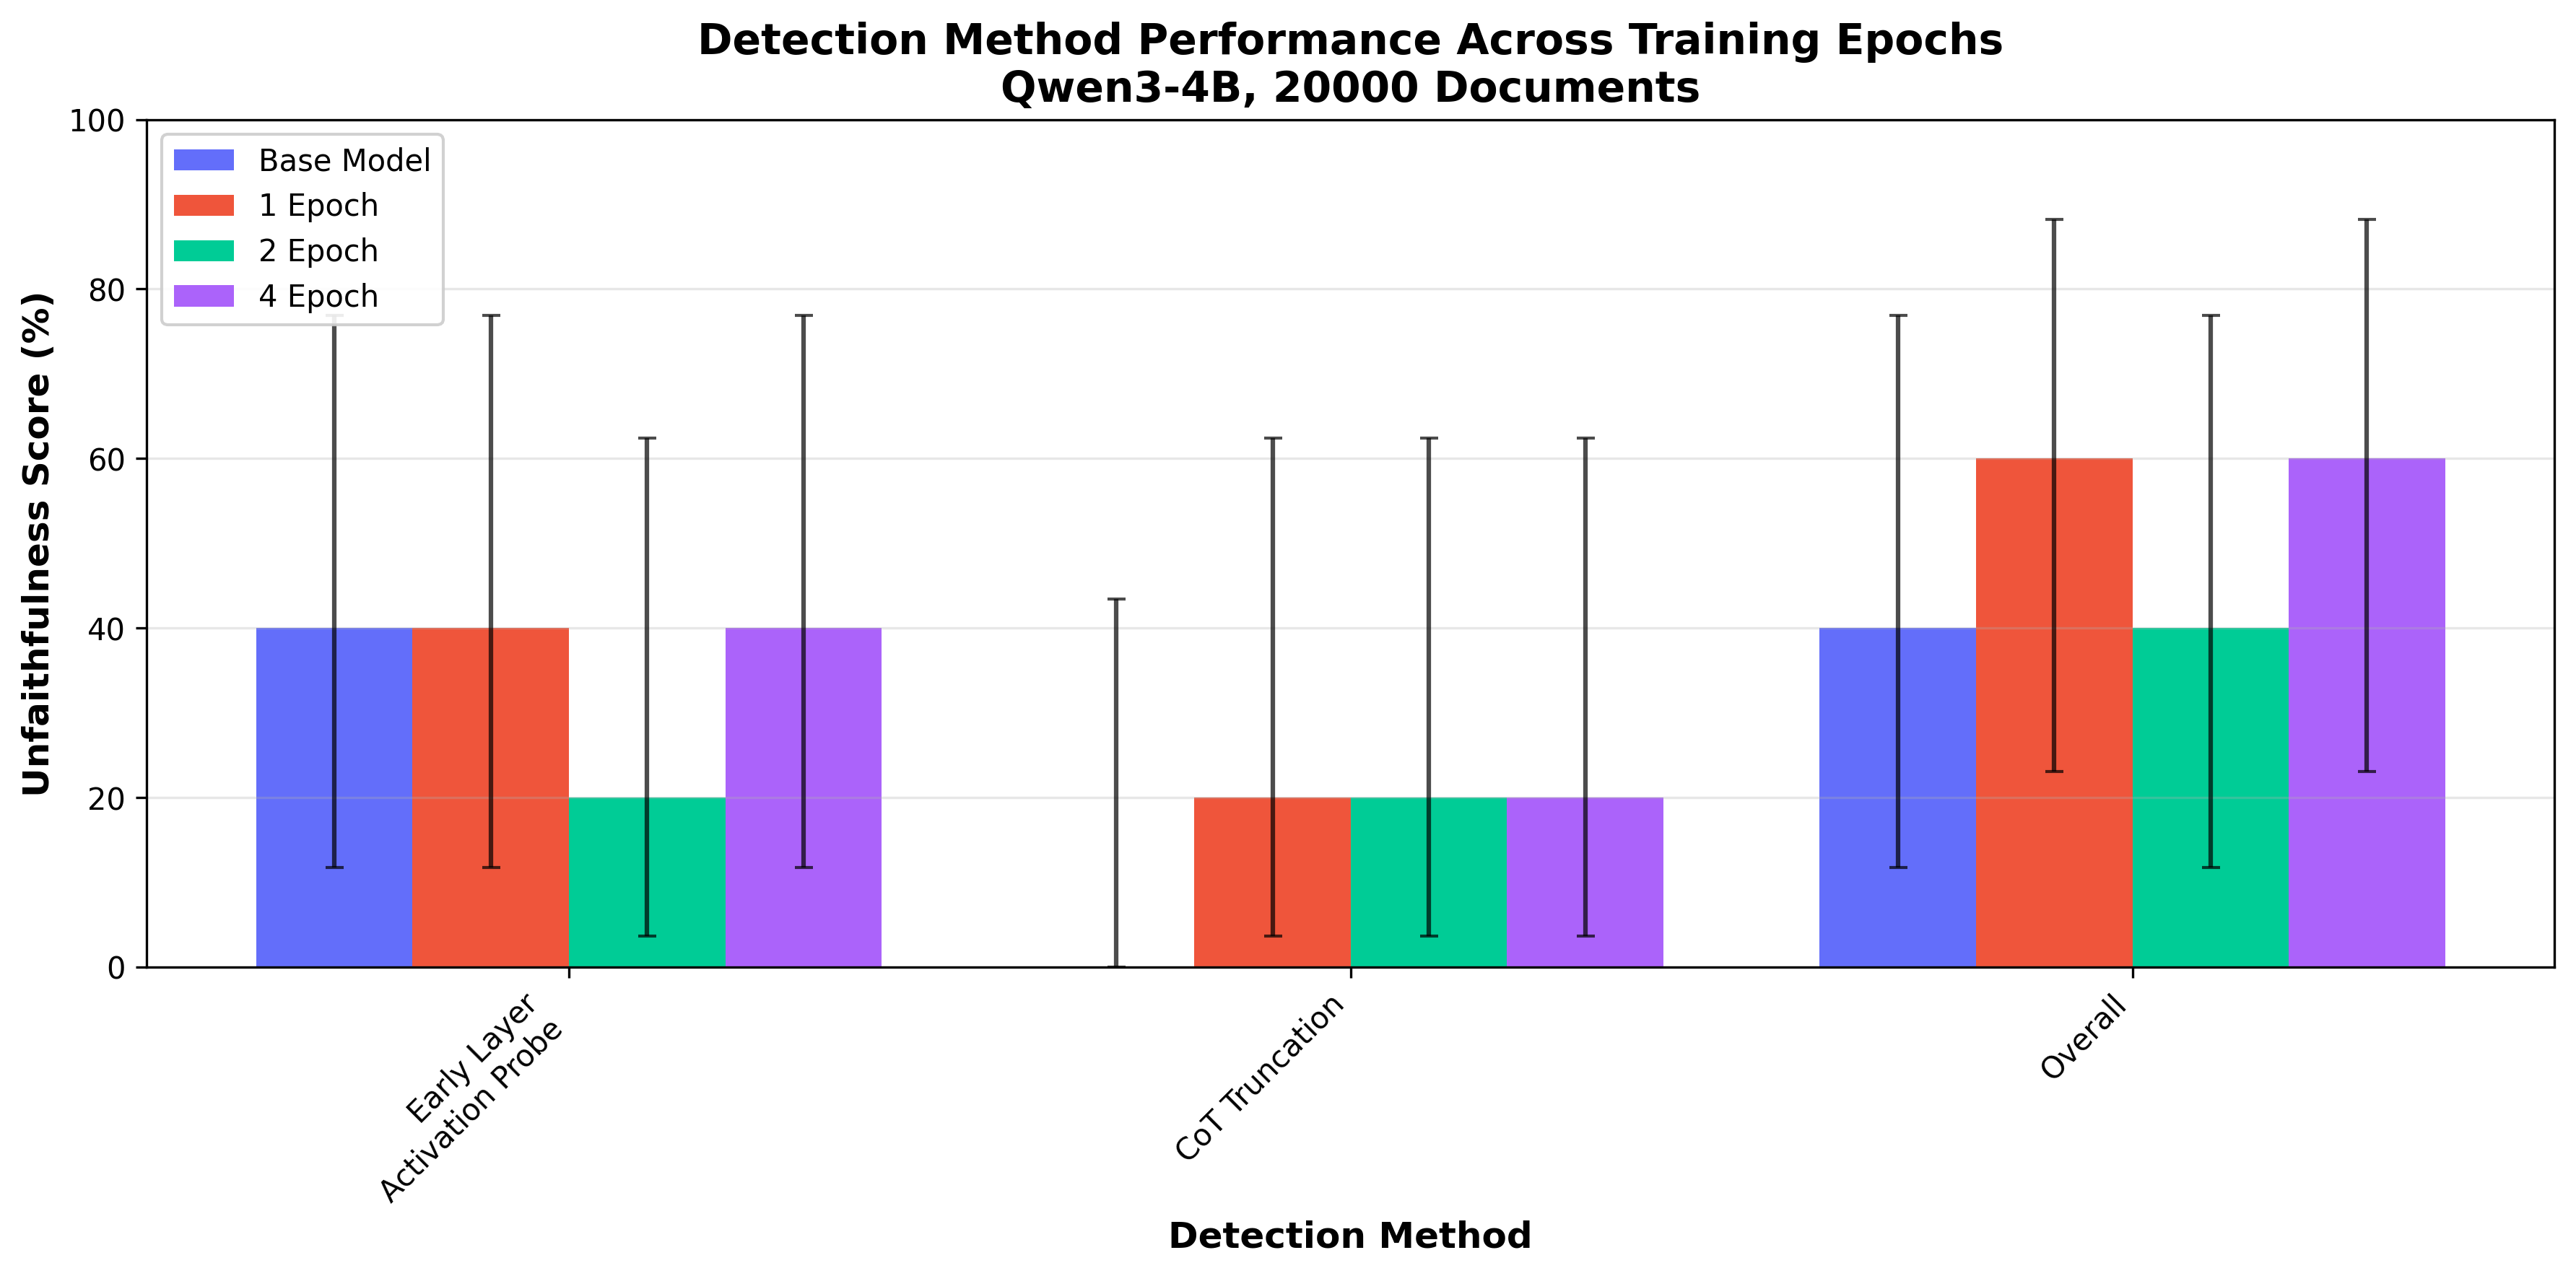 Detection Method Performance Across Training Epochs
Qwen3-4B, 20000 Documents
Unfaithfulness Score (%)
100
80
60
40
20
0
Base Model
1 Epoch
2 Epoch
4 Epoch
Early Layer
Activation Probe
CoT Truncation
Overall
Detection Method